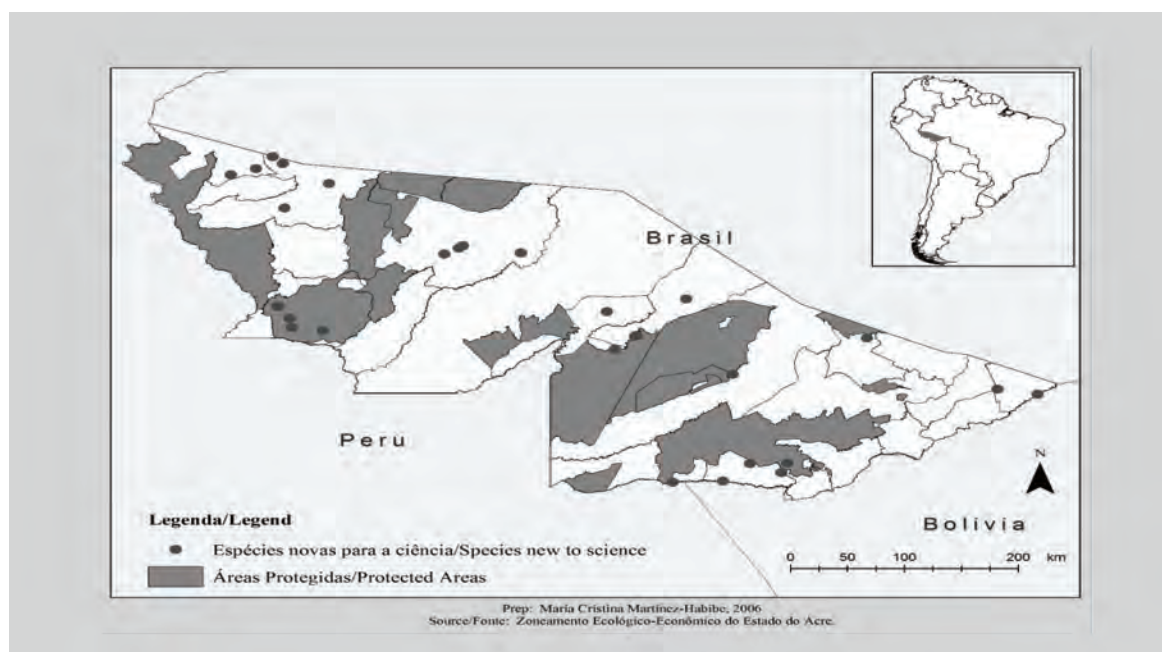 Brasil
Peru
N
Bolivia
Legenda/Legend
Espécies novas para a ciência/Species new to science
0 50 100 200 km
Áreas Protegidas/Protected Areas
Prep: María Cristina Martínez-Habibe, 2006
Source/Fonte: Zoneamento Ecológico-Econômico do Estado do Acre.